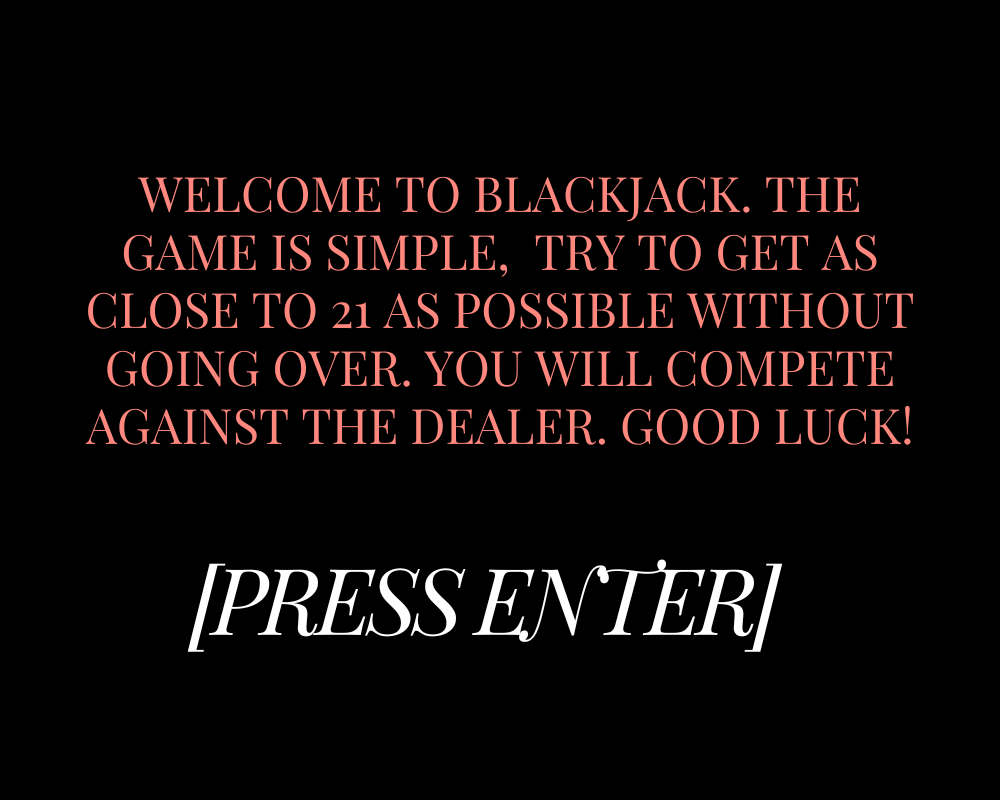 WELCOME TO BLACKJACK. THE
GAME IS SIMPLE,  TRY TO GET AS
CLOSE TO 21 AS POSSIBLE WITHOUT
GOING OVER. YOU WILL COMPETE
AGAINST THE DEALER. GOOD LUCK!
[PRESS ENTER]